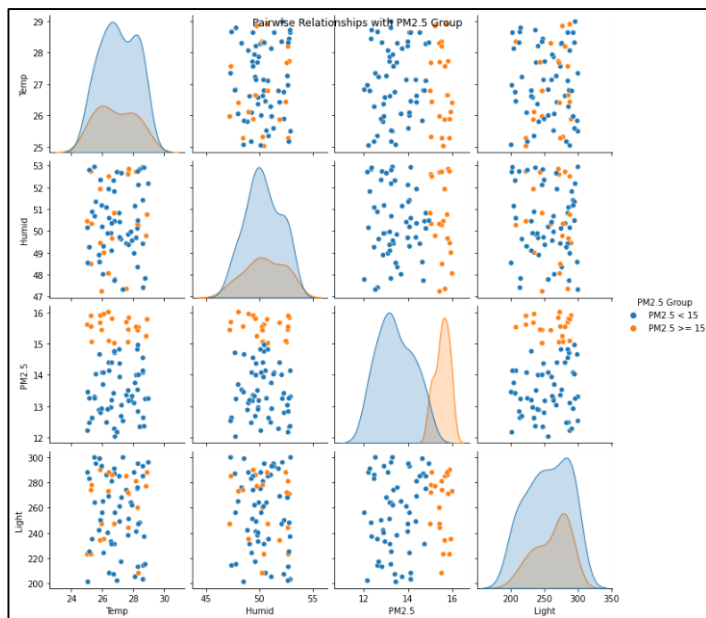 Pairwise Relationships with PM2.5 Group
29
28
27
26
25
Temp
53
52
51
50
49
48
47
Humid
16
15
14
13
12
PM2.5
PM2.5 Group
PM2.5 < 15
PM2.5 >= 15
300
280
260
240
220
200
Light
24 26 28 30
45 50 55
12 14 16
200 250 300 350
Temp
Humid
PM2.5
Light